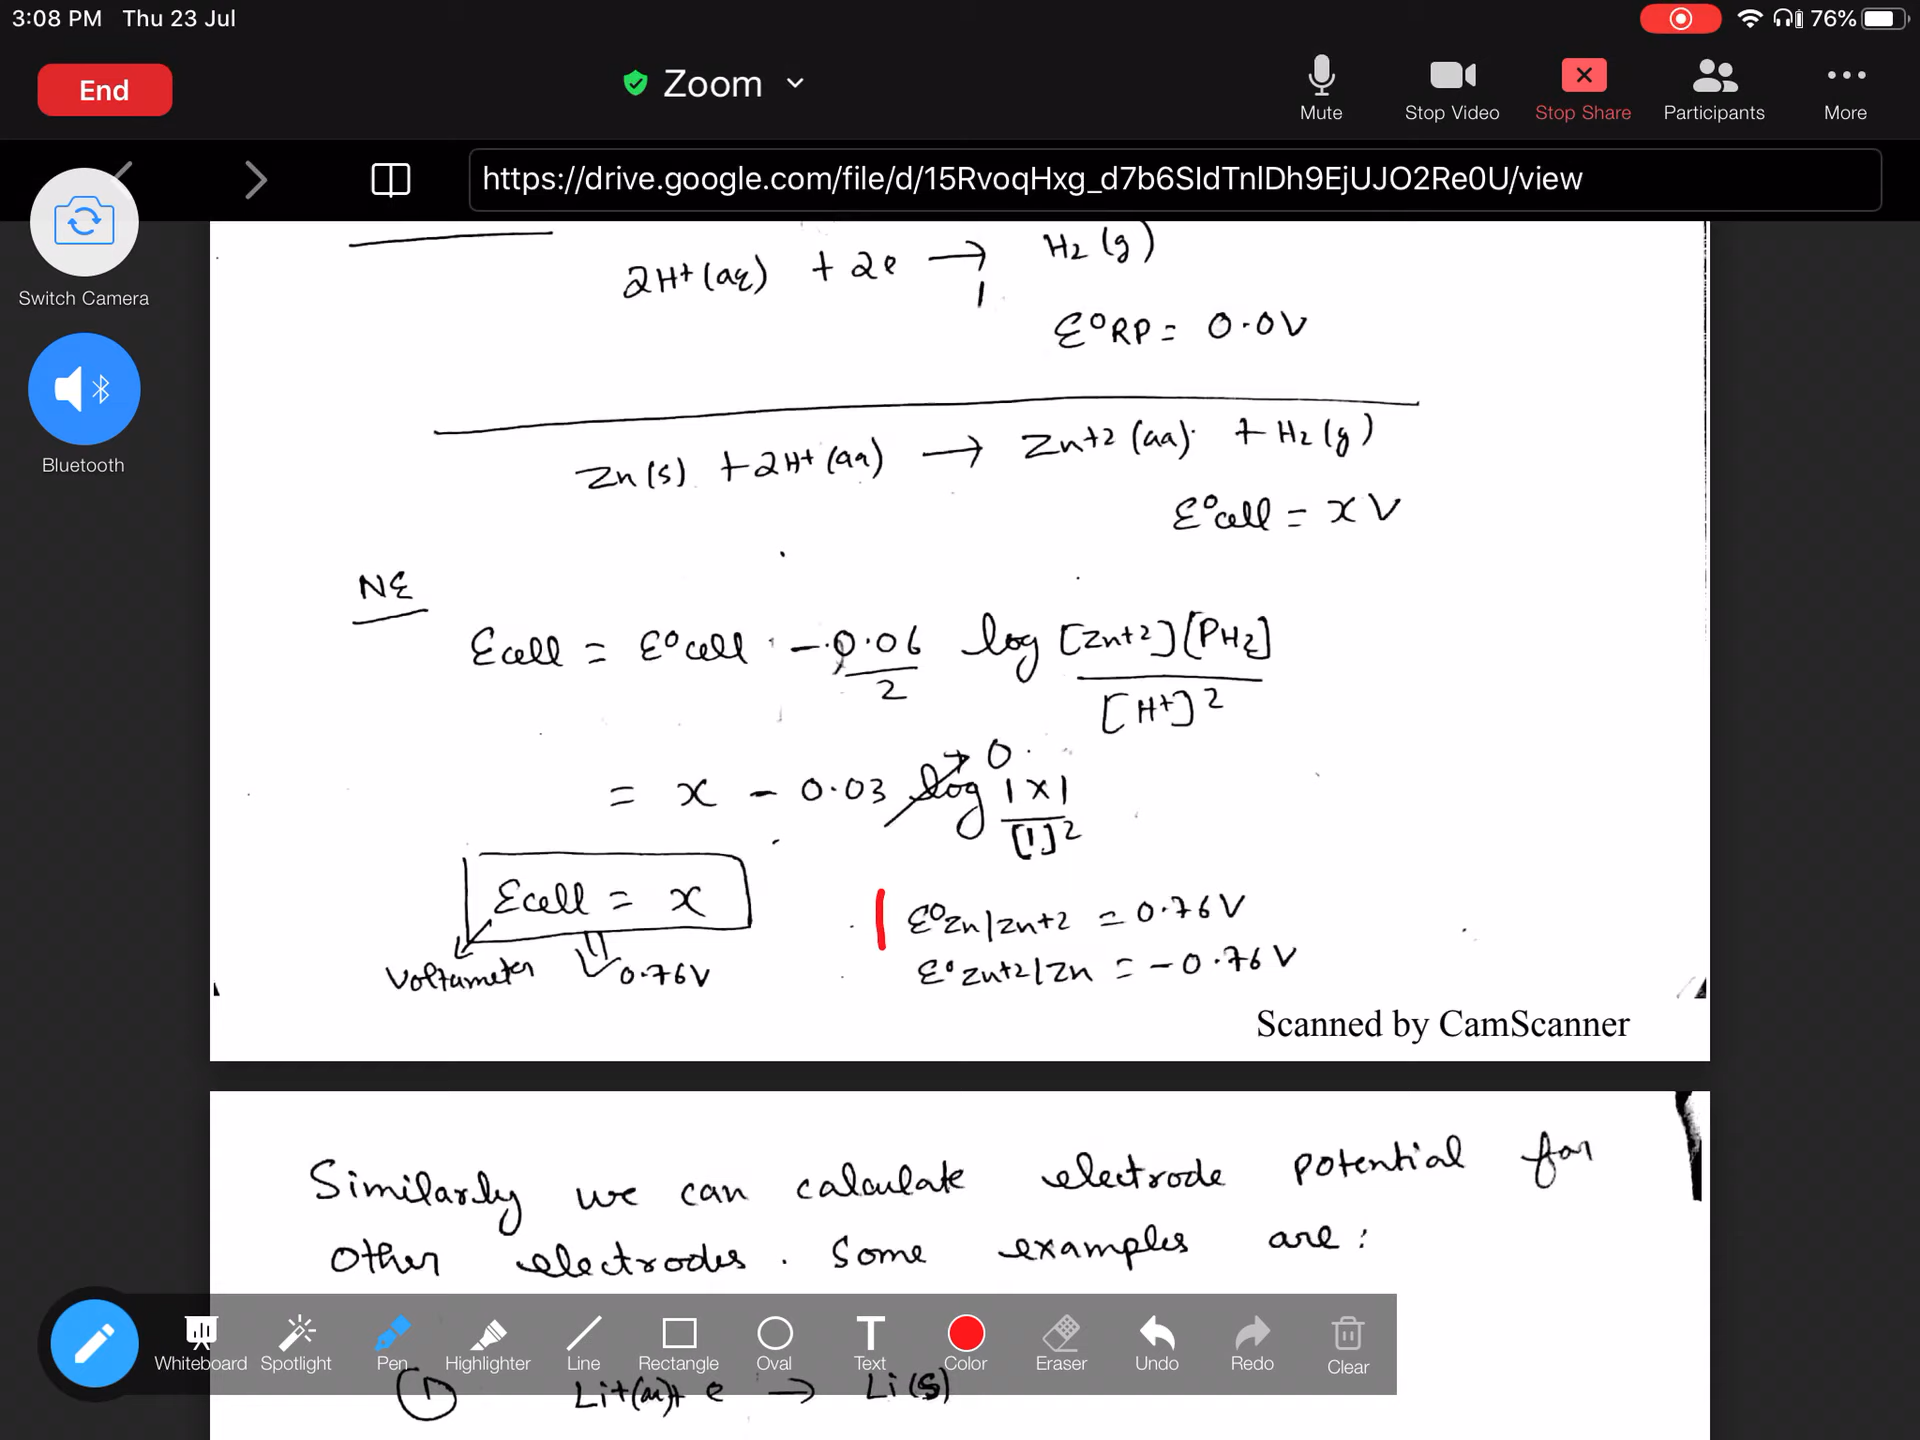 3:08 PM Thu 23 Jul
76%
End
Zoom
Mute
Stop Video
Stop Share
Participants
More
https://drive.google.com/file/d/15RvoqHxg_d7b6SIdTnlDh9EjUJO2Re0U/view
Switch Camera
Bluetooth
2H+(aq) + 2e → H2 (g)
E°RP = 0.0V
Zn(s) + 2H+ (aq) → Zn+2 (aq) + H2 (g)
E°cell = x V
NE
Ecell = E°cell - 0.06/2 log [Zn+2][PH2]/[H+]2
= x - 0.03 log 1x1/[1]2 → 0
Ecell = x
Voltameter
0.76V
E°Zn/Zn+2 = 0.76V
E°Zn+2/Zn = -0.76V
Scanned by CamScanner
Similarly we can calculate electrode potential for
other electrodes. Some examples are:
Whiteboard
Spotlight
Pen
Highlighter
Line
Rectangle
Oval
T
Text
Color
Eraser
Undo
Redo
Clear
① Li+(aq)+ e → Li(s)